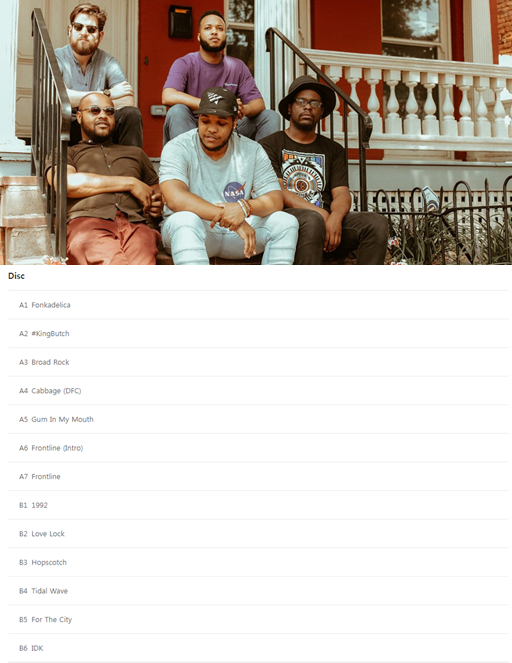 NASA
Disc
A1 Fonkadelica
A2 #KingButch
A3 Broad Rock
A4 Cabbage (DFC)
A5 Gum In My Mouth
A6 Frontline (Intro)
A7 Frontline
B1 1992
B2 Love Lock
B3 Hopscotch
B4 Tidal Wave
B5 For The City
B6 IDK